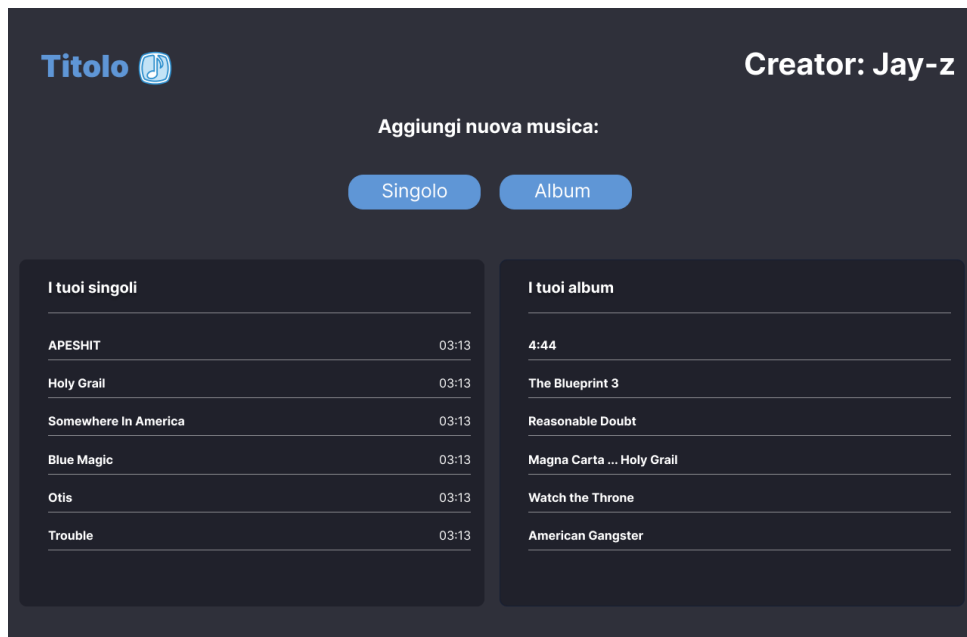 Titolo
Creator: Jay-z
Aggiungi nuova musica:
Singolo
Album
I tuoi singoli
APESHIT 03:13
Holy Grail 03:13
Somewhere In America 03:13
Blue Magic 03:13
Otis 03:13
Trouble 03:13
I tuoi album
4:44
The Blueprint 3
Reasonable Doubt
Magna Carta ... Holy Grail
Watch the Throne
American Gangster